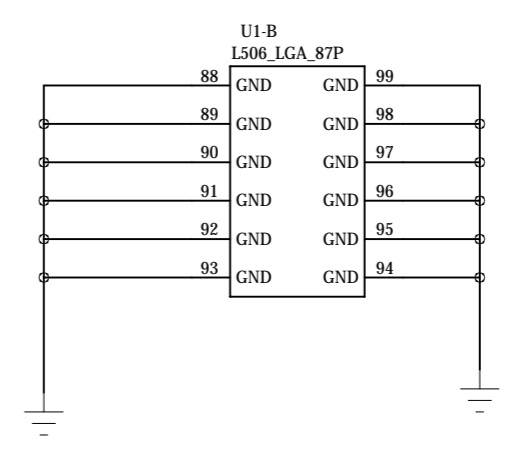 U1-B
L506_LGA_87P
88 GND GND 99
89 GND GND 98
90 GND GND 97
91 GND GND 96
92 GND GND 95
93 GND GND 94